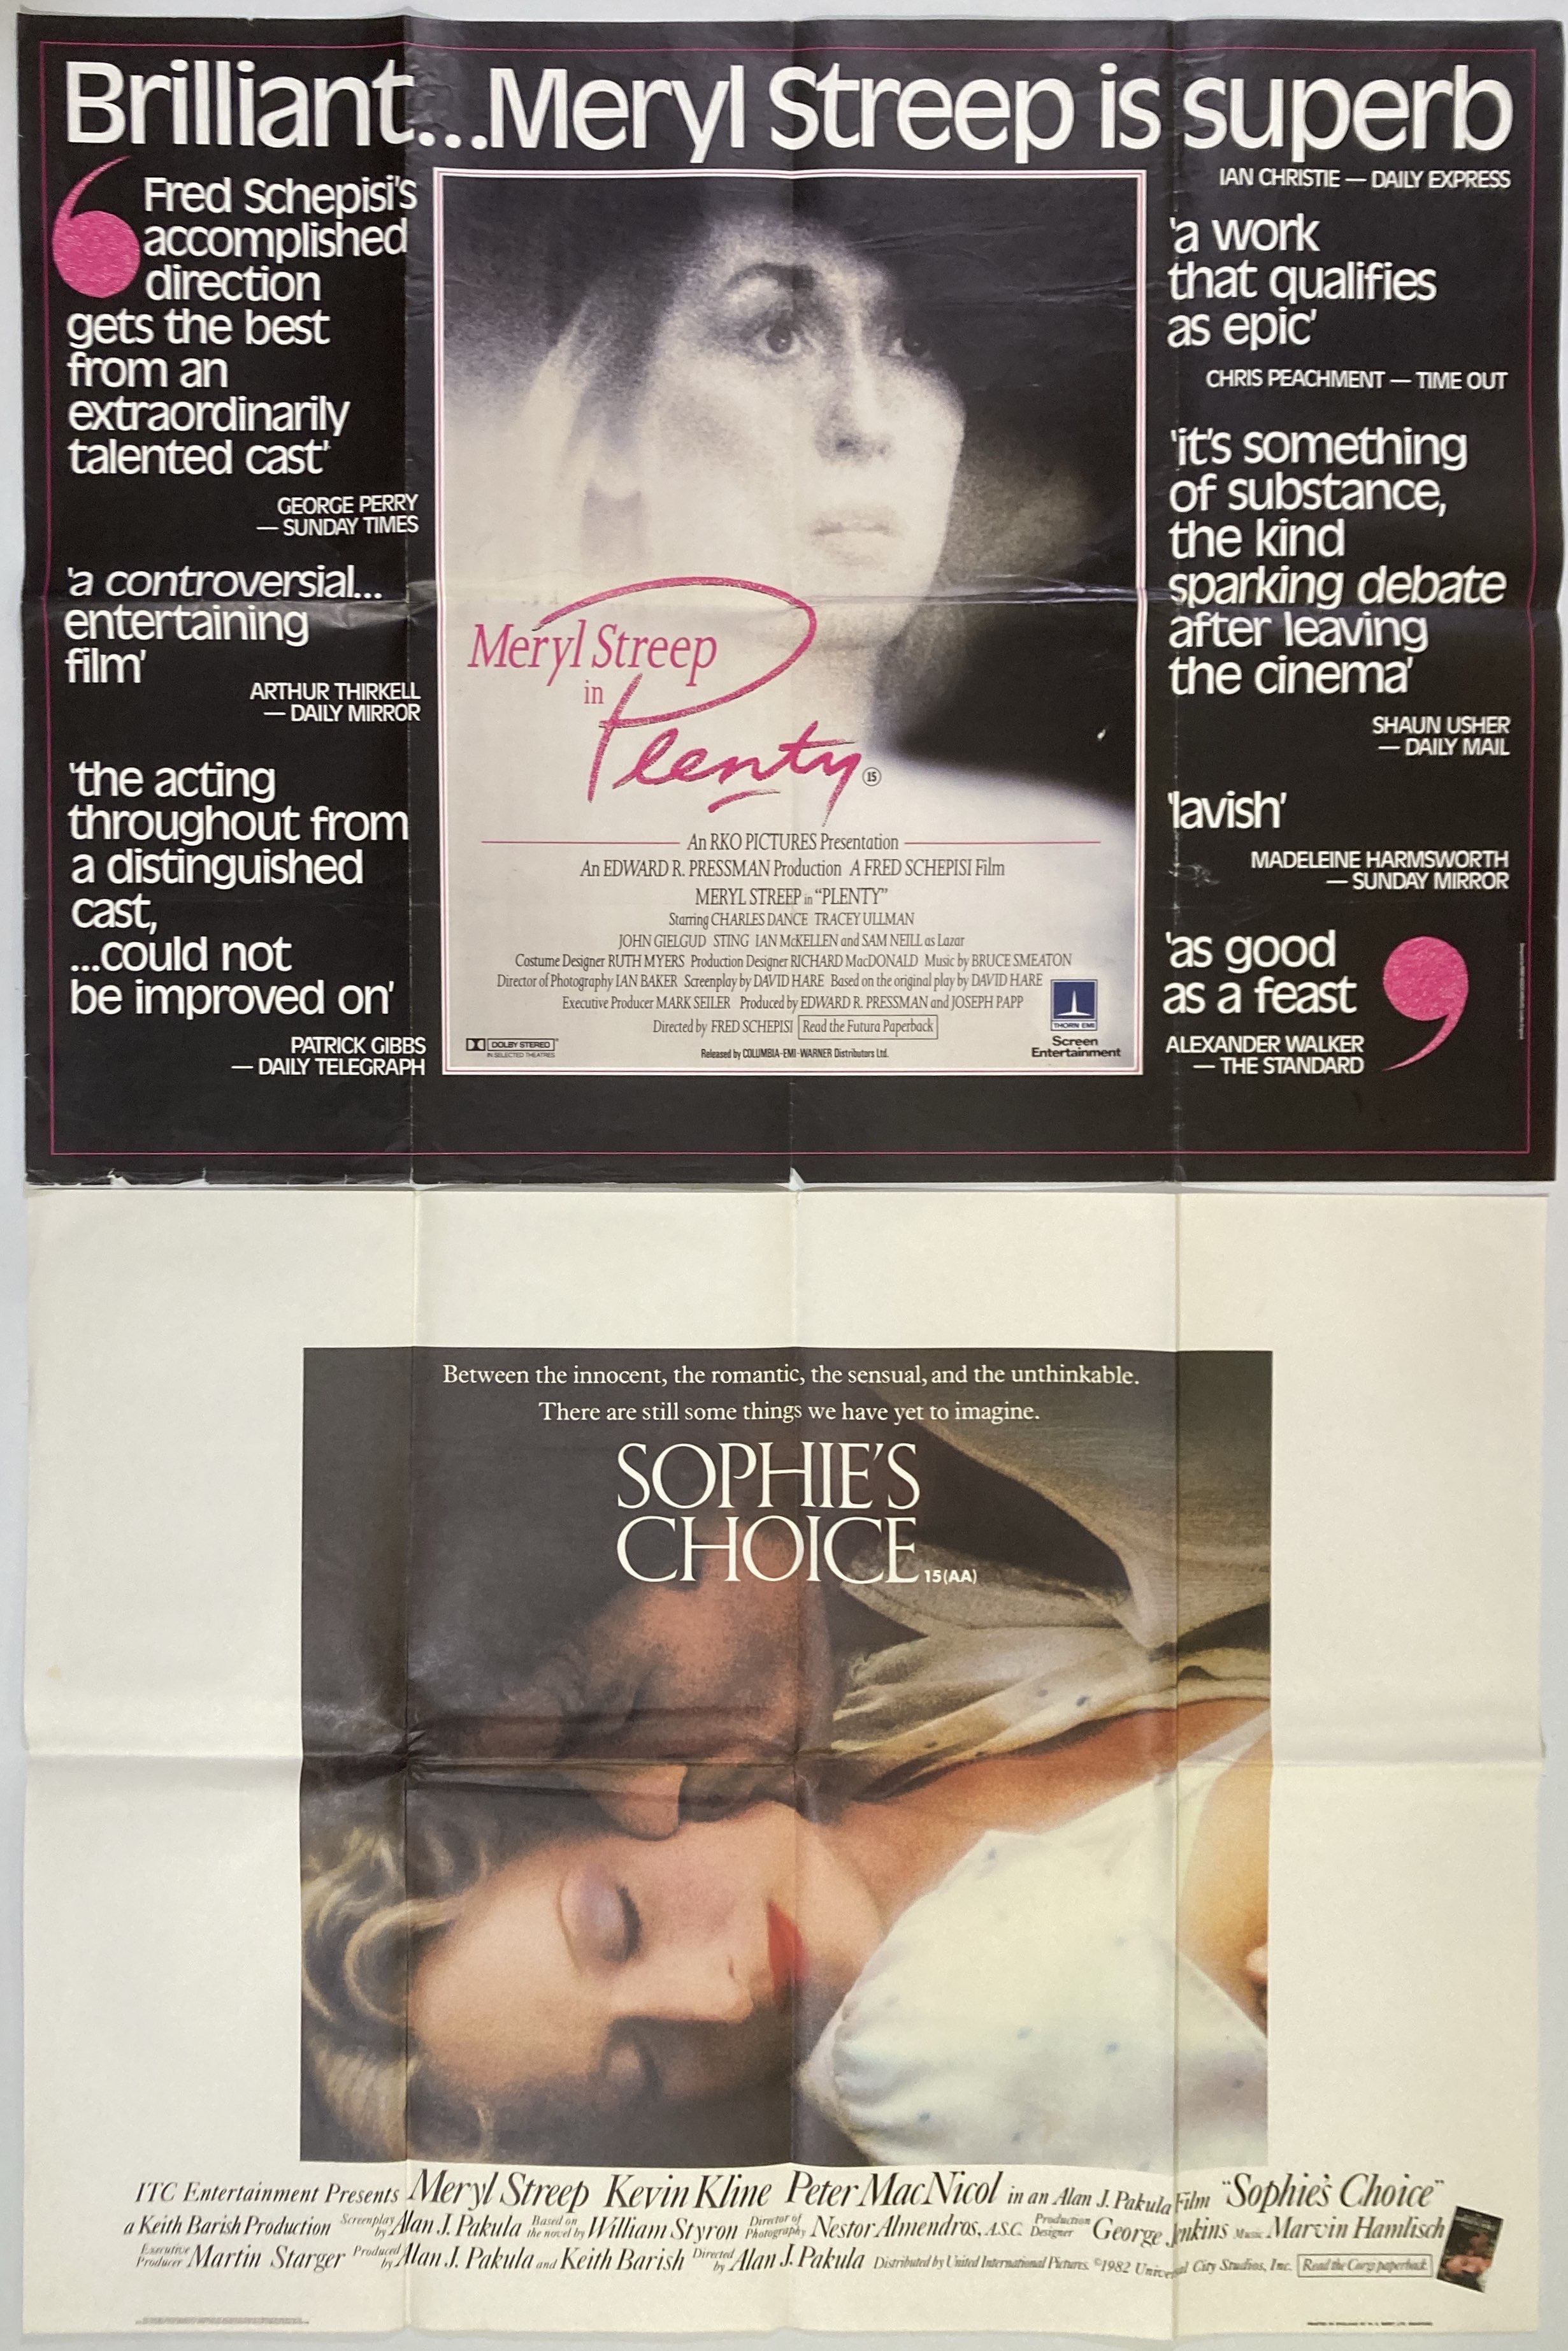 Brilliant...Meryl Streep is superb
IAN CHRISTIE — DAILY EXPRESS
Fred Schepisi's
accomplished
direction
gets the best
from an
extraordinarily
talented cast'
GEORGE PERRY
— SUNDAY TIMES
'a controversial...
entertaining
film'
ARTHUR THIRKELL
— DAILY MIRROR
'the acting
throughout from
a distinguished
cast,
...could not
be improved on'
PATRICK GIBBS
— DAILY TELEGRAPH
Meryl Streep
in
Plenty
15
An RKO PICTURES Presentation
An EDWARD R. PRESSMAN Production A FRED SCHEPISI Film
MERYL STREEP in "PLENTY"
Starring CHARLES DANCE TRACEY ULLMAN
JOHN GIELGUD STING IAN McKELLEN and SAM NEILL as Lazar
Costume Designer RUTH MYERS Production Designer RICHARD MacDONALD Music by BRUCE SMEATON
Director of Photography IAN BAKER Screenplay by DAVID HARE Based on the original play by DAVID HARE
Executive Producer MARK SEILER Produced by EDWARD R. PRESSMAN and JOSEPH PAPP
Directed by FRED SCHEPISI Read the Futura Paperback
DOLBY STEREO
IN SELECTED THEATRES
Released by COLUMBIA-EMI-WARNER Distributors Ltd.
THORN EMI
Screen
Entertainment
'a work
that qualifies
as epic'
CHRIS PEACHMENT — TIME OUT
'it's something
of substance,
the kind
sparking debate
after leaving
the cinema'
SHAUN USHER
— DAILY MAIL
'lavish'
MADELEINE HARMSWORTH
— SUNDAY MIRROR
'as good
as a feast
ALEXANDER WALKER
— THE STANDARD
Between the innocent, the romantic, the sensual, and the unthinkable.
There are still some things we have yet to imagine.
SOPHIE'S
CHOICE 15(AA)
ITC Entertainment Presents Meryl Streep Kevin Kline Peter MacNicol in an Alan J. Pakula Film "Sophie's Choice"
a Keith Barish Production Screenplay by Alan J. Pakula Based on the novel by William Styron Director of Photography Nestor Almendros, A.S.C. Production Designer George Jenkins Music Marvin Hamlisch
Executive Producer Martin Starger Produced by Alan J. Pakula and Keith Barish Directed by Alan J. Pakula Distributed by United International Pictures. ©1982 Universal City Studios, Inc. Read the Corgi paperback